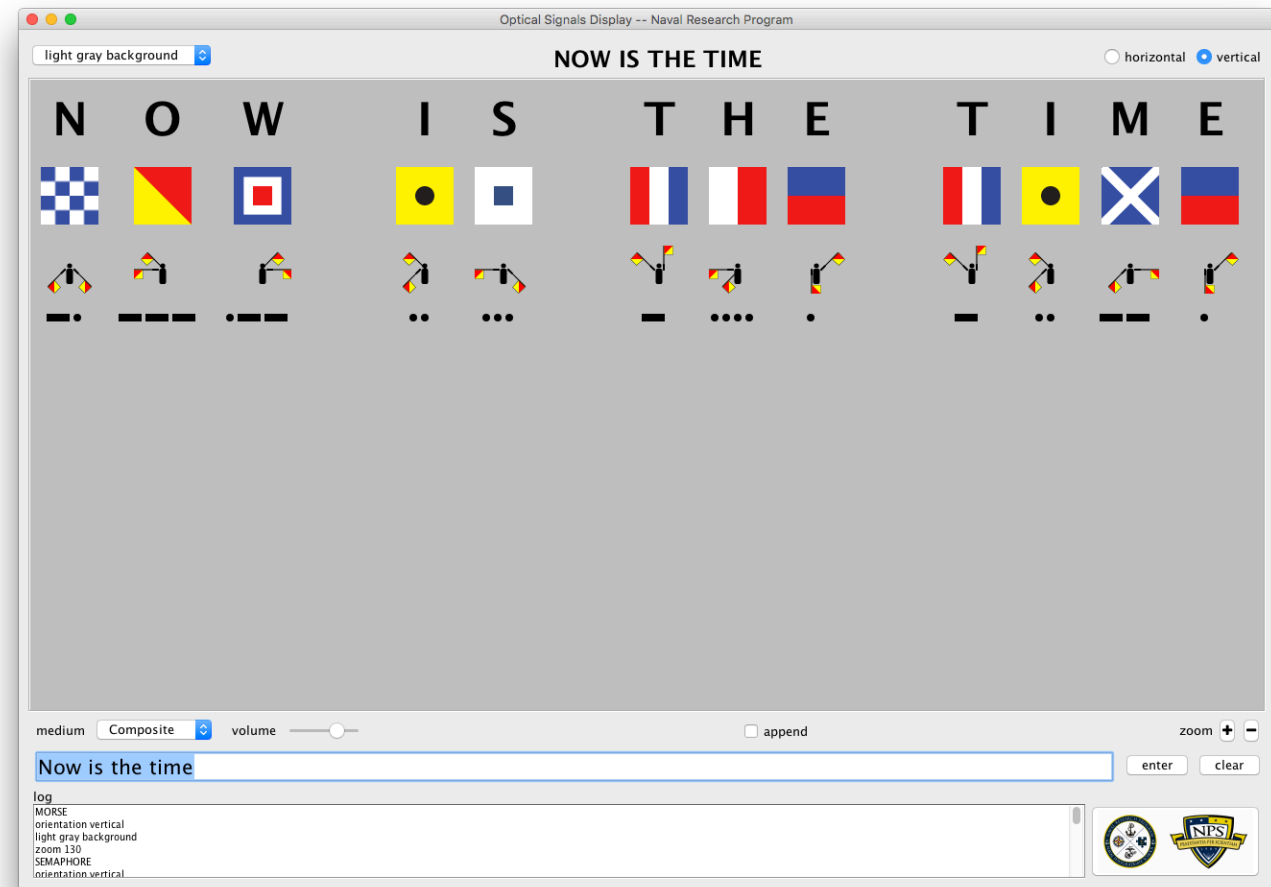 Optical Signals Display -- Naval Research Program
light gray background NOW IS THE TIME horizontal vertical
N O W I S T H E T I M E
medium Composite volume append zoom + -
Now is the time enter clear
log
MORSE
orientation vertical
light gray background
zoom 130
SEMAPHORE
orientation vertical
NPS